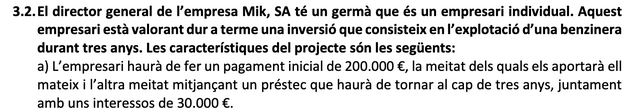 3.2. El director general de l’empresa Mik, SA té un germà que és un empresari individual. Aquest
empresari està valorant dur a terme una inversió que consisteix en l’explotació d’una benzinera
durant tres anys. Les característiques del projecte són les següents:
a) L’empresari haurà de fer un pagament inicial de 200.000 €, la meitat dels quals els aportarà ell
mateix i l’altra meitat mitjançant un préstec que haurà de tornar al cap de tres anys, juntament
amb uns interessos de 30.000 €.